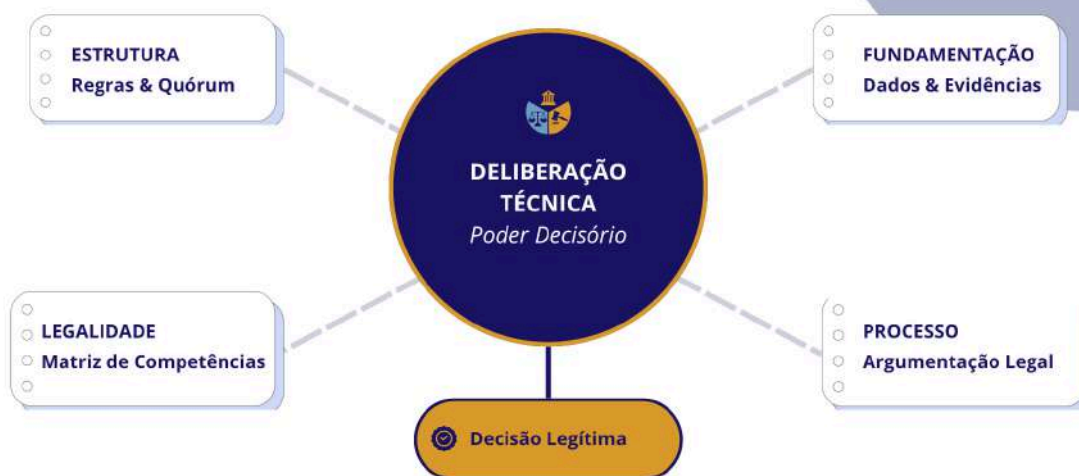 ESTRUTURA
Regras & Quórum
FUNDAMENTAÇÃO
Dados & Evidências
DELIBERAÇÃO
TÉCNICA
Poder Decisório
LEGALIDADE
Matriz de Competências
PROCESSO
Argumentação Legal
Decisão Legítima